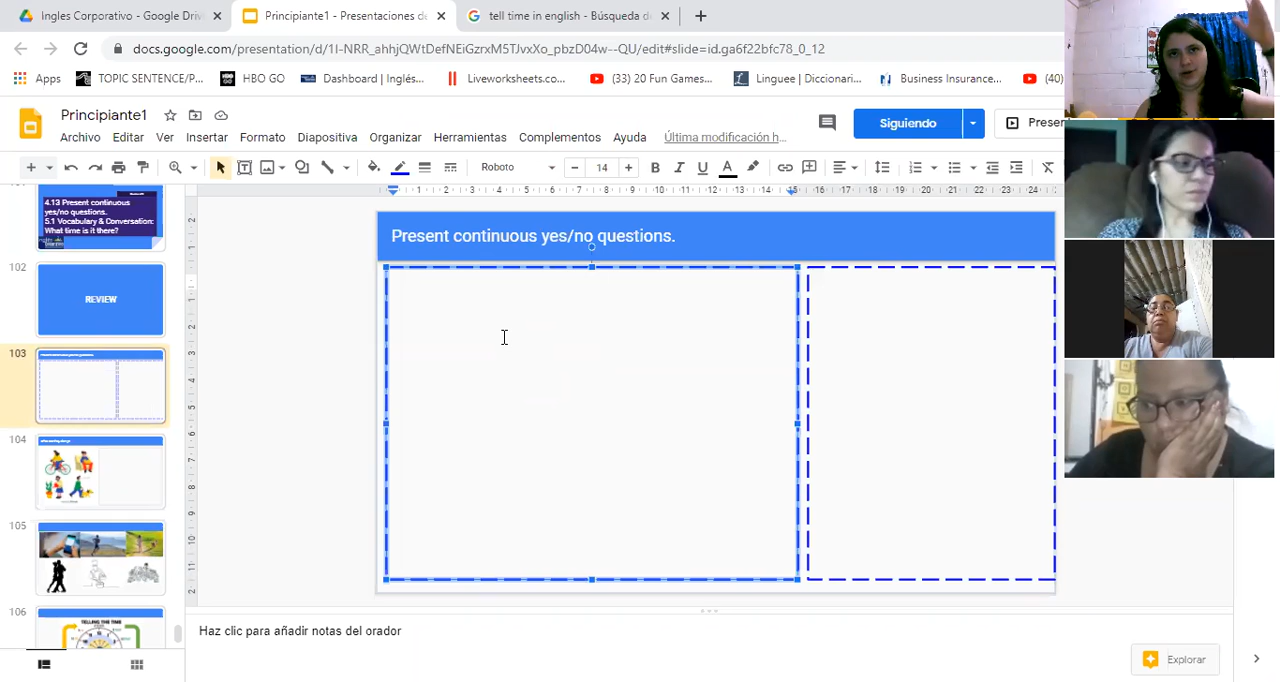 Ingles Corporativo - Google Driv
Principiante1 - Presentaciones de
tell time in english - Búsqueda de
docs.google.com/presentation/d/1I-NRR_ahhjQWtDefNEiGzrxM5TJvxXo_pbzD04w--QU/edit#slide=id.ga6f22bfc78_0_12
Apps
TOPIC SENTENCE/P...
HBO GO
Dashboard | Inglés...
Liveworksheets.co...
(33) 20 Fun Games...
Linguee | Diccionari...
Business Insurance...
(40)
Principiante1
Archivo Editar Ver Insertar Formato Diapositiva Organizar Herramientas Complementos Ayuda Última modificación h...
Siguiendo
Presen
Roboto
14
4.13 Present continuous
yes/no questions.
5.1 Vocabulary & Conversation:
What time is it there?
102
REVIEW
103
104
105
106
TELLING THE TIME
Present continuous yes/no questions.
Haz clic para añadir notas del orador
Explorar